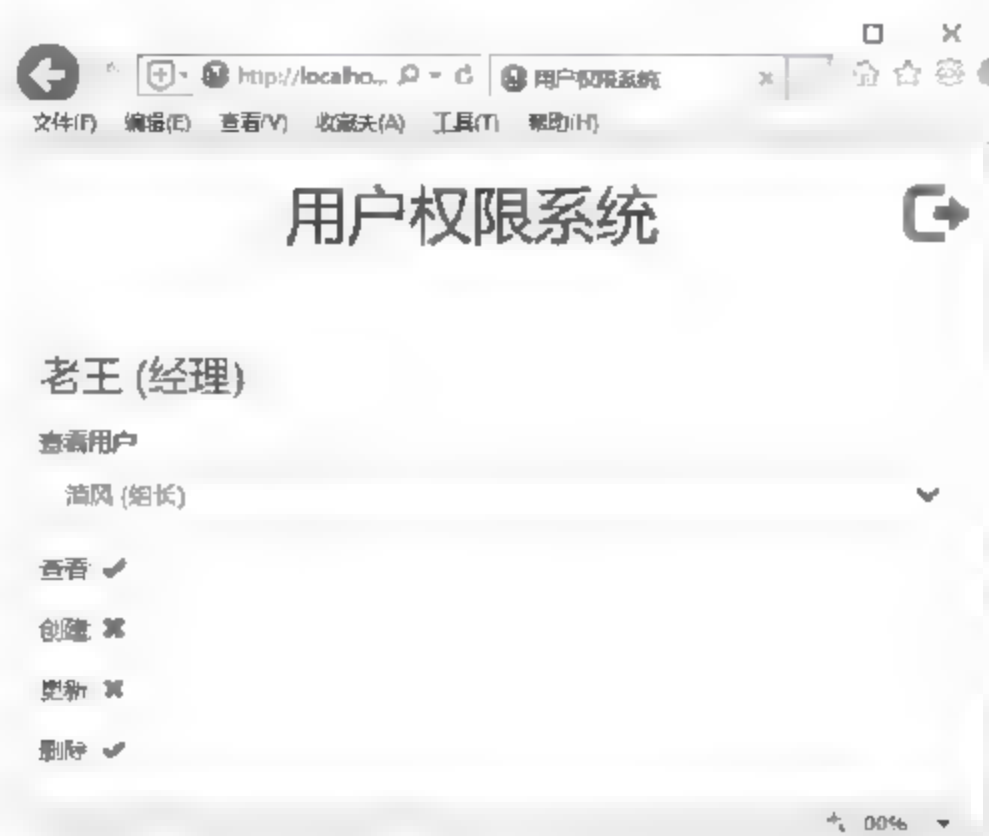 http://localho...
用户权限系统
文件(F) 编辑(E) 查看(V) 收藏夹(A) 工具(T) 帮助(H)
用户权限系统
老王 (经理)
查看用户
清风 (组长)
查看
创建
更新
删除
00%